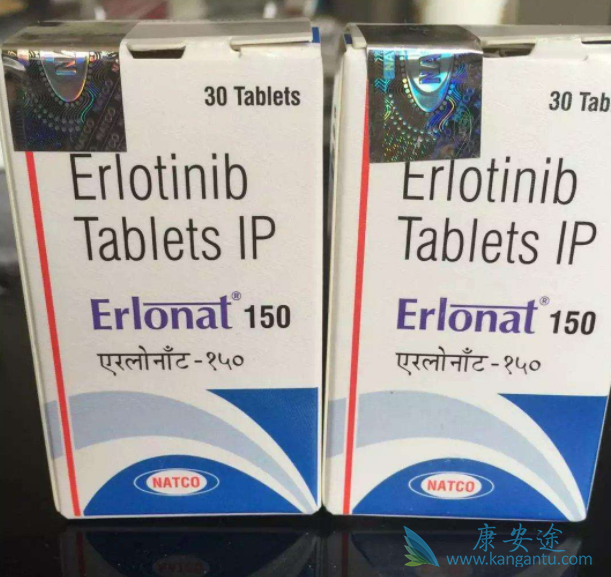 30 Tablets
Erlotinib
Tablets IP
Erlonat® 150
एरलोनाँट-१५०
NATCO
30 Tab
Erlotinib
Tablets IP
Erlonat® 150
एरलोनाँट-१५०
NATCO
康安途
www.kangantu.com